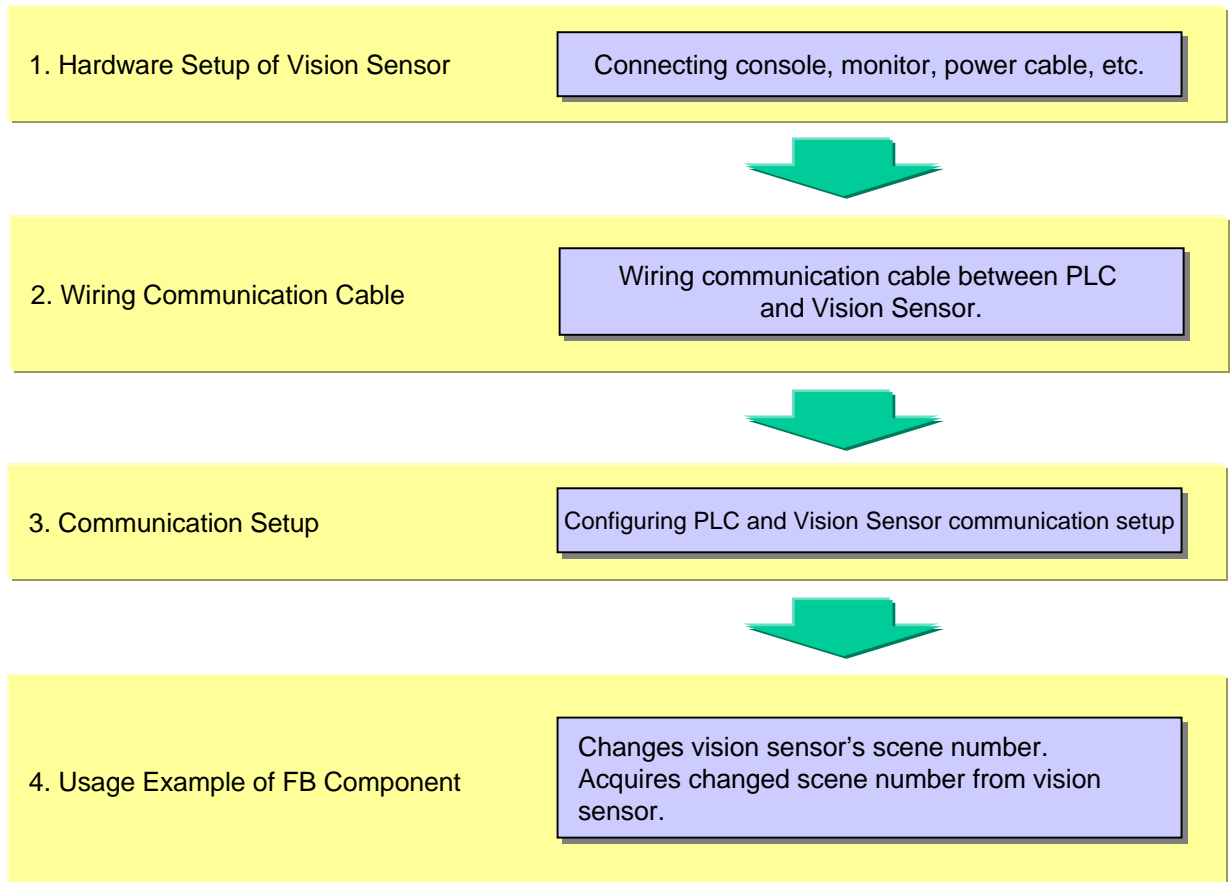 1. Hardware Setup of Vision Sensor
Connecting console, monitor, power cable, etc.
2. Wiring Communication Cable
Wiring communication cable between PLC
and Vision Sensor.
3. Communication Setup
Configuring PLC and Vision Sensor communication setup
4. Usage Example of FB Component
Changes vision sensor’s scene number.
Acquires changed scene number from vision
sensor.